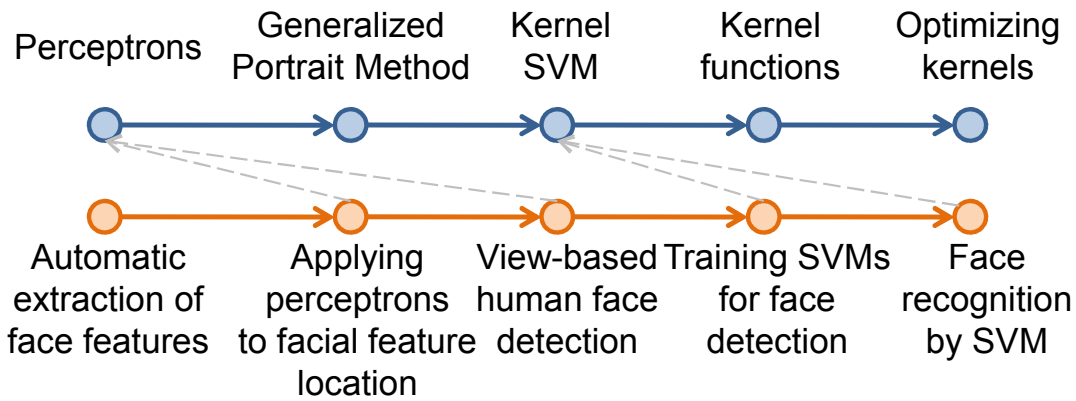 Perceptrons
Generalized
Portrait Method
Kernel
SVM
Kernel
functions
Optimizing
kernels
Automatic
extraction of
face features
Applying
perceptrons
to facial feature
location
View-based
human face
detection
Training SVMs
for face
detection
Face
recognition
by SVM